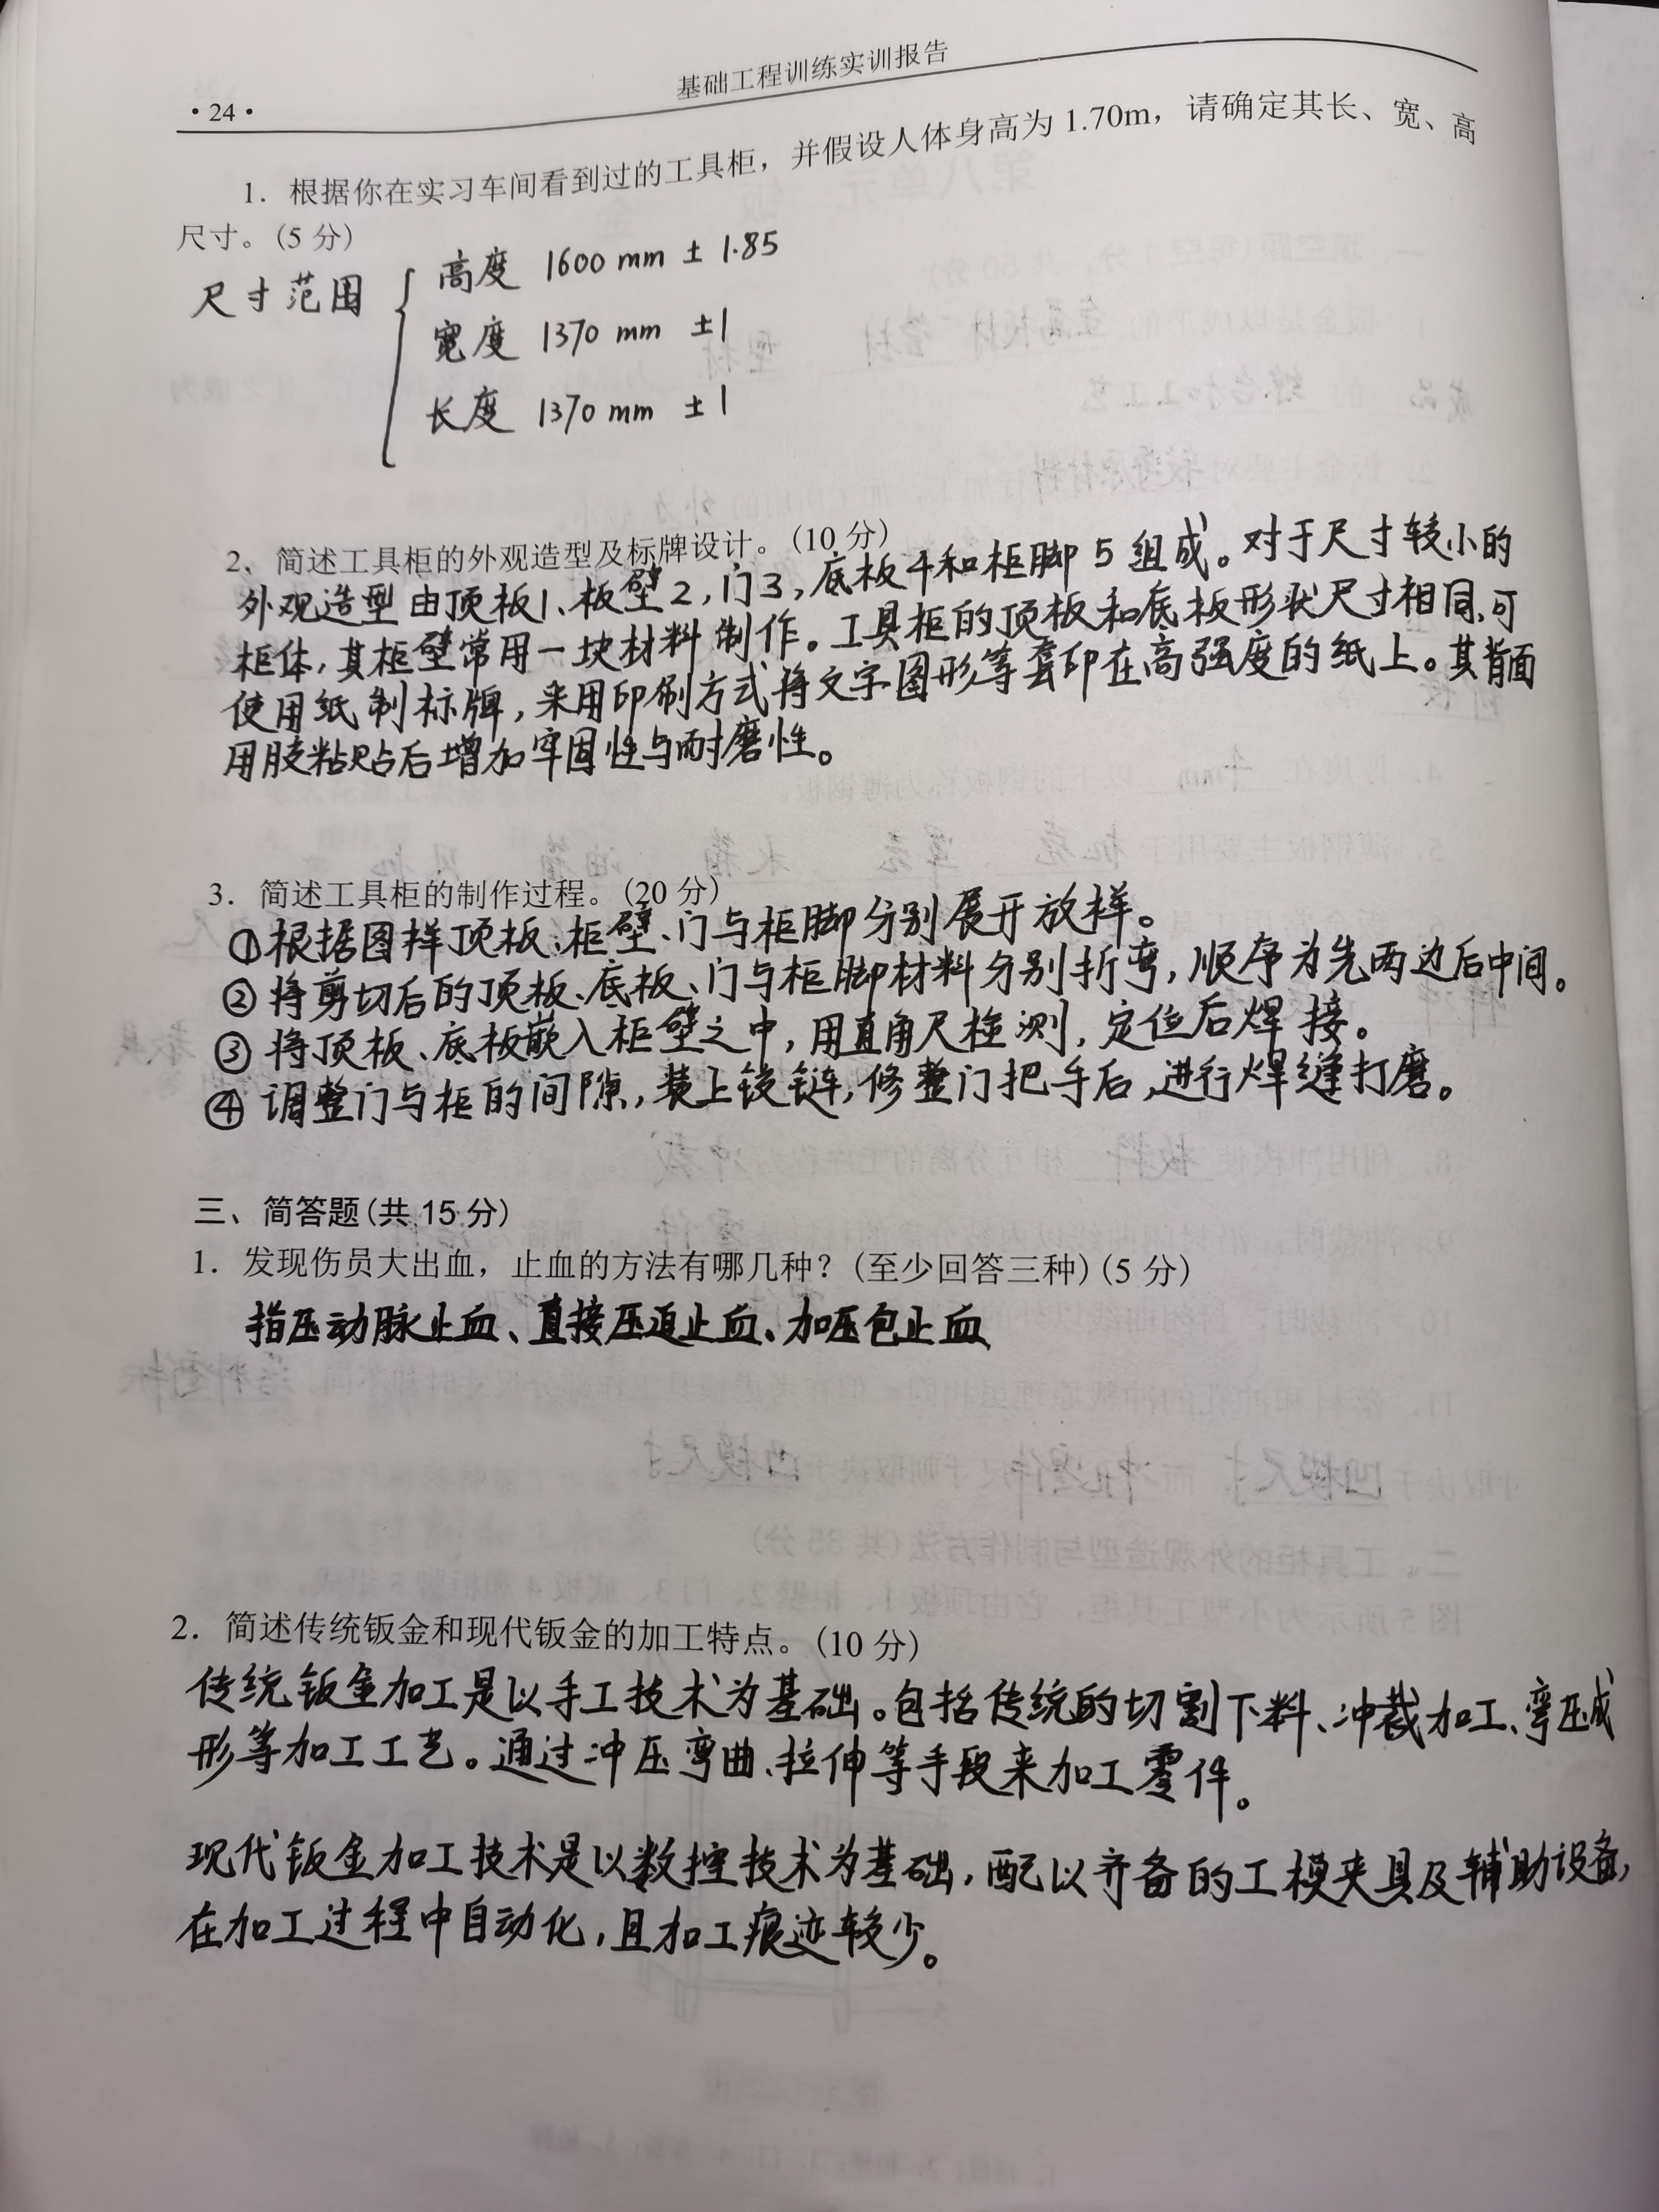 基础工程训练实训报告
·24·
1．根据你在实习车间看到过的工具柜，并假设人体身高为 1.70m，请确定其长、宽、高
尺寸。(5 分)
尺寸范围
高度 1600 mm ± 1.85
宽度 1370 mm ±1
长度 1370 mm ±1
2、简述工具柜的外观造型及标牌设计。(10 分)
外观造型由顶板1、板壁2,门3,底板4和柜脚5组成。对于尺寸较小的
柜体,其柜壁常用一块材料制作。工具柜的顶板和底板形状尺寸相同、可
使用纸制标牌,采用印刷方式将文字图形等套印在高强度的纸上。其背面
用胶粘贴后增加牢固性与耐磨性。
3．简述工具柜的制作过程。(20 分)
①根据图样顶板、柜壁、门与柜脚分别展开放样。
②将剪切后的顶板、底板、门与柜脚材料分别折弯,顺序为先两边后中间。
③将顶板、底板嵌入柜壁之中,用直角尺检测,定位后焊接。
④调整门与柜的间隙,装上铰链,修整门把手后,进行焊缝打磨。
三、简答题(共 15 分)
1．发现伤员大出血，止血的方法有哪几种？(至少回答三种)(5 分)
指压动脉止血、直接压迫止血、加压包止血
2．简述传统钣金和现代钣金的加工特点。(10 分)
传统钣金加工是以手工技术为基础。包括传统的切割下料、冲裁加工、弯压成
形等加工工艺。通过冲压弯曲、拉伸等手段来加工零件。
现代钣金加工技术是以数控技术为基础,配以齐备的工模夹具及辅助设备,
在加工过程中自动化,且加工痕迹较少。